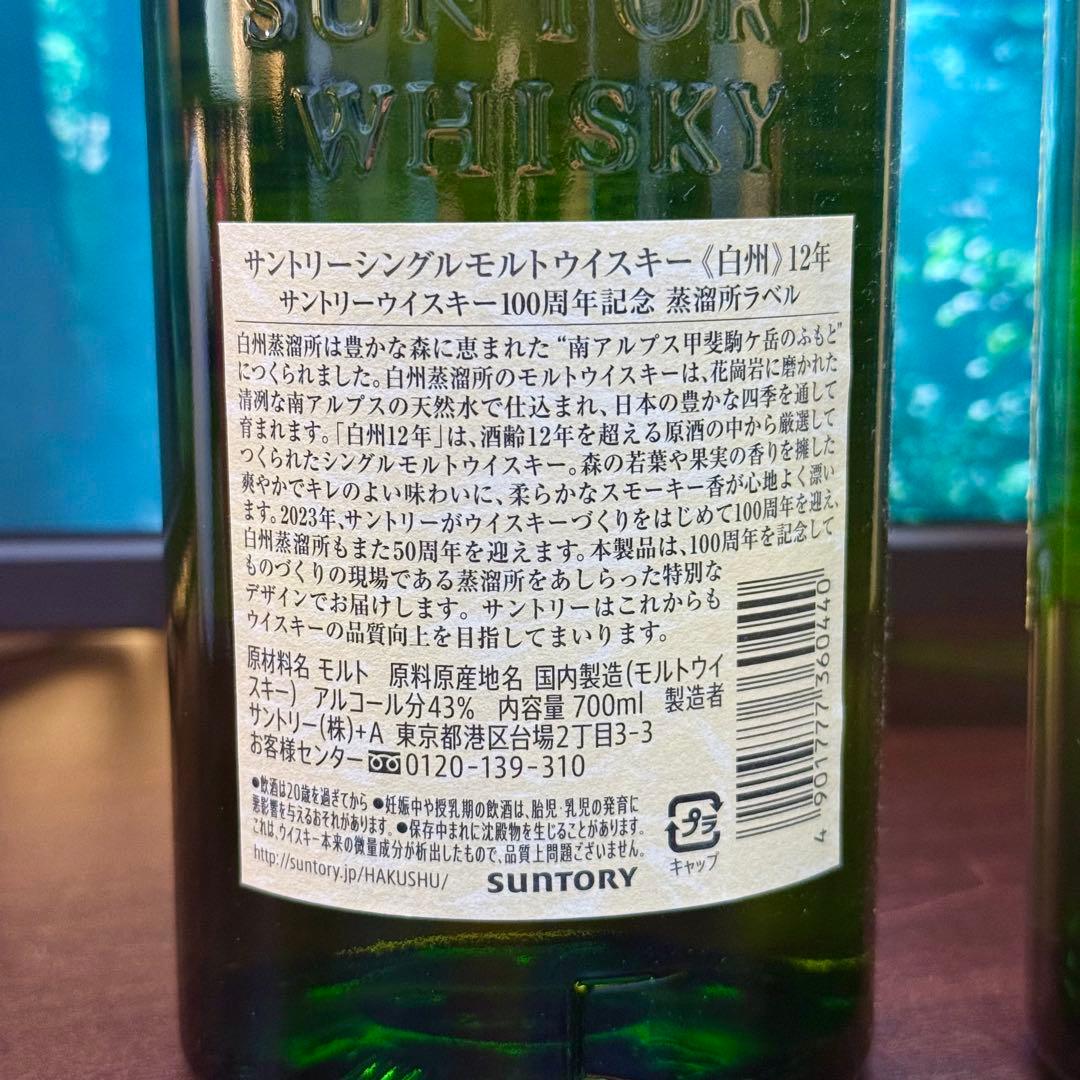 SUNTORY
WHISKY
サントリーシングルモルトウイスキー《白州》12年
サントリーウイスキー100周年記念 蒸溜所ラベル
白州蒸溜所は豊かな森に恵まれた“南アルプス甲斐駒ケ岳のふもと”
につくられました。白州蒸溜所のモルトウイスキーは、花崗岩に磨かれた
清冽な南アルプスの天然水で仕込まれ、日本の豊かな四季を通して
育まれます。「白州12年」は、酒齢12年を超える原酒の中から厳選して
つくられたシングルモルトウイスキー。森の若葉や果実の香りを擁した
爽やかでキレのよい味わいに、柔らかなスモーキー香が心地よく漂い
ます。2023年、サントリーがウイスキーづくりをはじめて100周年を迎え、
白州蒸溜所もまた50周年を迎えます。本製品は、100周年を記念して
ものづくりの現場である蒸溜所をあしらった特別な
デザインでお届けします。サントリーはこれからも
ウイスキーの品質向上を目指してまいります。
原材料名 モルト 原料原産地名 国内製造(モルトウイ
スキー) アルコール分43% 内容量 700ml 製造者
サントリー(株)+A 東京都港区台場2丁目3-3
お客様センター 0120-139-310
●飲酒は20歳を過ぎてから ●妊娠中や授乳期の飲酒は、胎児・乳児の発育に
悪影響を与えるおそれがあります。●保存中まれに沈殿物を生じることがあります。
これは、ウイスキー本来の微量成分が析出したもので、品質上問題ございません。
http://suntory.jp/HAKUSHU/
SUNTORY
プラ
キャップ
4 901777 360440